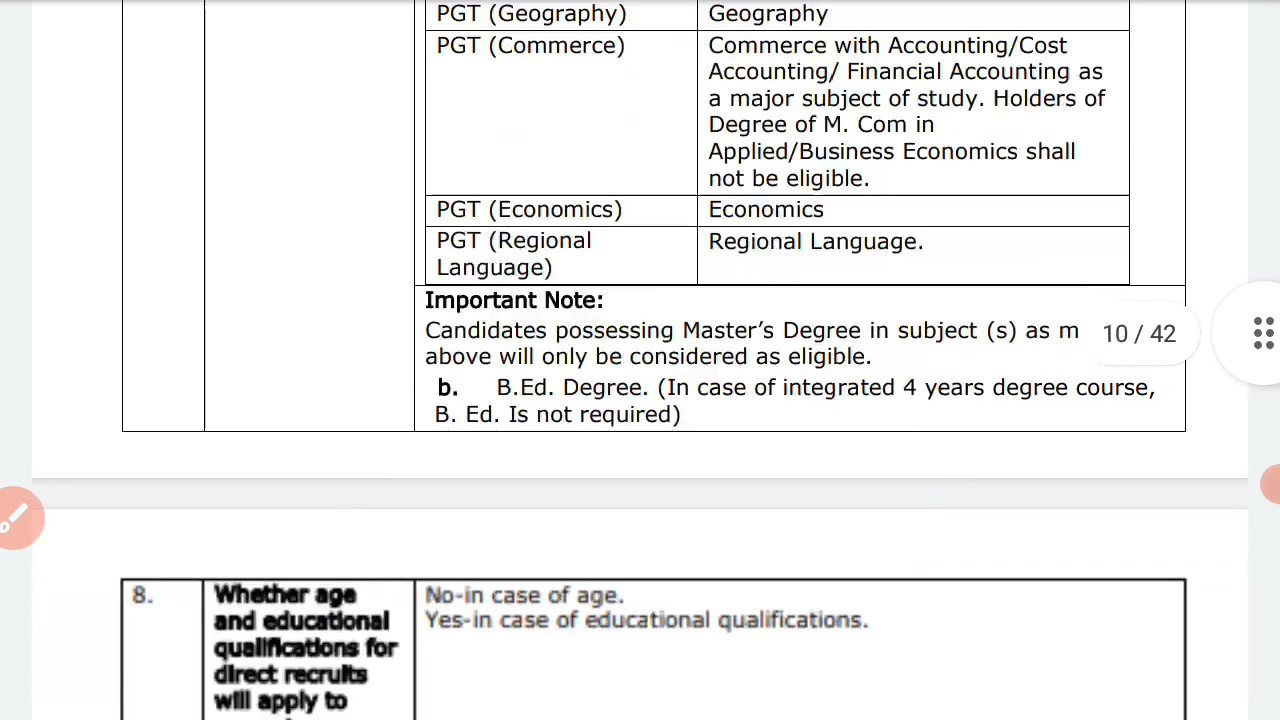 PGT (Geography) Geography
PGT (Commerce) Commerce with Accounting/Cost
Accounting/ Financial Accounting as
a major subject of study. Holders of
Degree of M. Com in
Applied/Business Economics shall
not be eligible.
PGT (Economics) Economics
PGT (Regional Regional Language.
Language)
Important Note:
Candidates possessing Master's Degree in subject (s) as m
10 / 42
above will only be considered as eligible.
b. B.Ed. Degree. (In case of integrated 4 years degree course,
B. Ed. Is not required)
8. Whether age No-in case of age.
and educational Yes-in case of educational qualifications.
qualifications for
direct recruits
will apply to